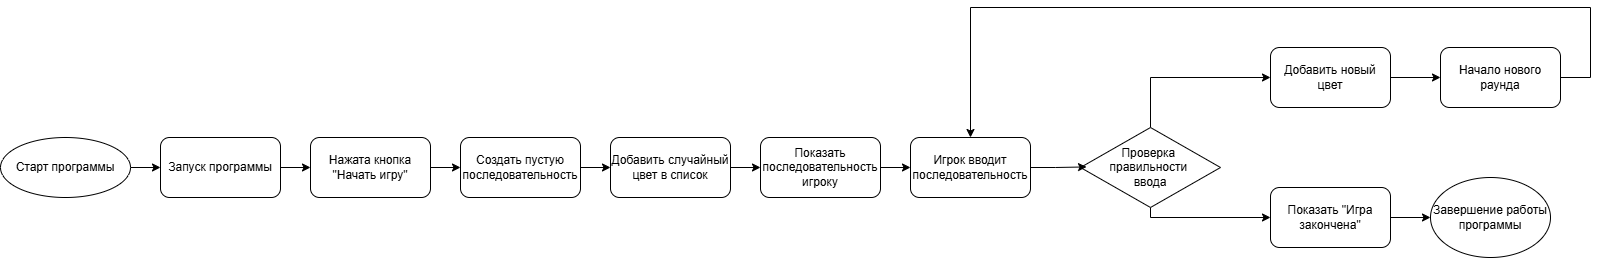 Старт программы
Запуск программы
Нажата кнопка
"Начать игру"
Создать пустую
последовательность
Добавить случайный
цвет в список
Показать
последовательность
игроку
Игрок вводит
последовательность
Проверка
правильности
ввода
Добавить новый
цвет
Начало нового
раунда
Показать "Игра
закончена"
Завершение работы
программы